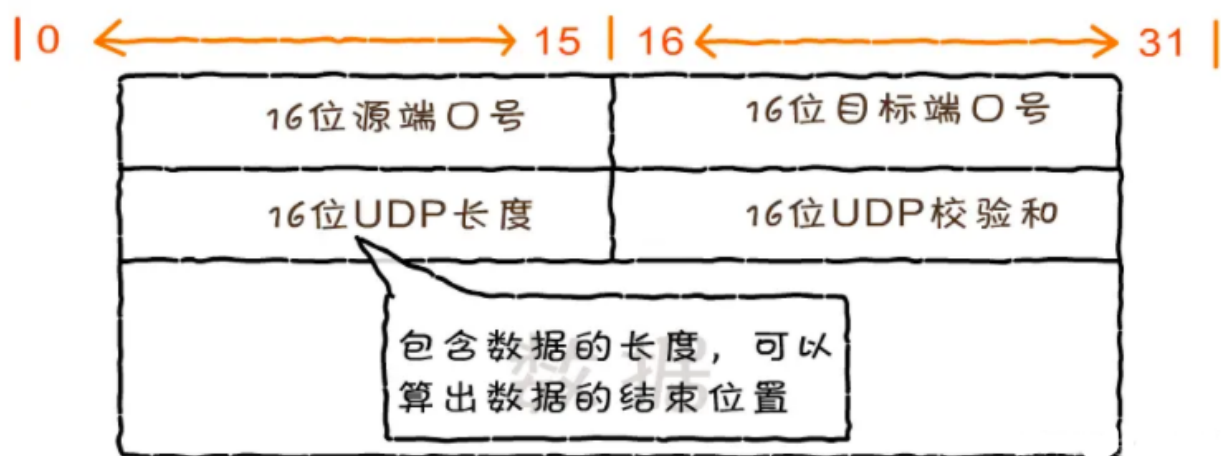 0 15 16 31
16位源端口号 16位目标端口号
16位UDP长度 16位UDP校验和
数据
包含数据的长度，可以
算出数据的结束位置